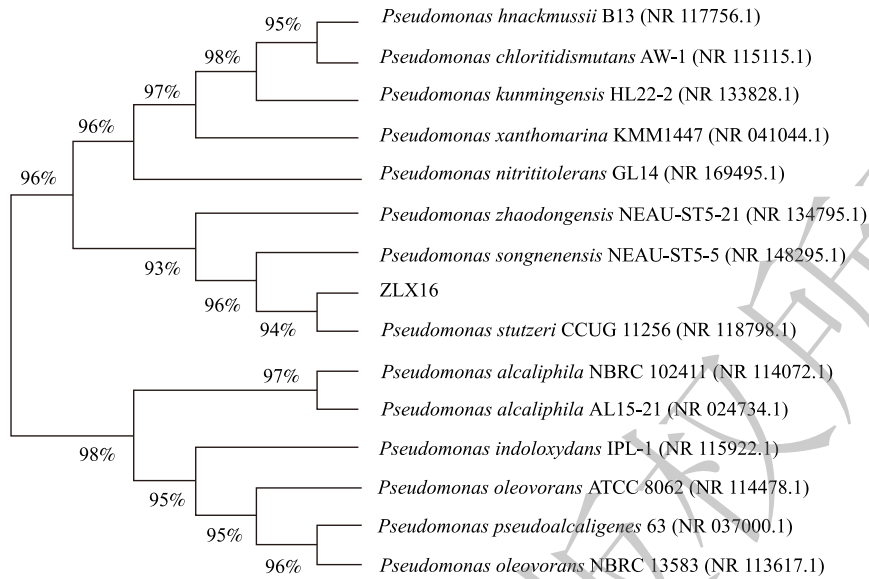 95%
Pseudomonas hnackmussii B13 (NR 117756.1)
98%
Pseudomonas chloritidismutans AW-1 (NR 115115.1)
97%
Pseudomonas kunmingensis HL22-2 (NR 133828.1)
96%
Pseudomonas xanthomarina KMM1447 (NR 041044.1)
96%
Pseudomonas nitrititolerans GL14 (NR 169495.1)
Pseudomonas zhaodongensis NEAU-ST5-21 (NR 134795.1)
93%
Pseudomonas songnenensis NEAU-ST5-5 (NR 148295.1)
96%
ZLX16
94%
Pseudomonas stutzeri CCUG 11256 (NR 118798.1)
97%
Pseudomonas alcaliphila NBRC 102411 (NR 114072.1)
Pseudomonas alcaliphila AL15-21 (NR 024734.1)
98%
Pseudomonas indoloxydans IPL-1 (NR 115922.1)
95%
Pseudomonas oleovorans ATCC 8062 (NR 114478.1)
95%
Pseudomonas pseudoalcaligenes 63 (NR 037000.1)
96%
Pseudomonas oleovorans NBRC 13583 (NR 113617.1)
权所